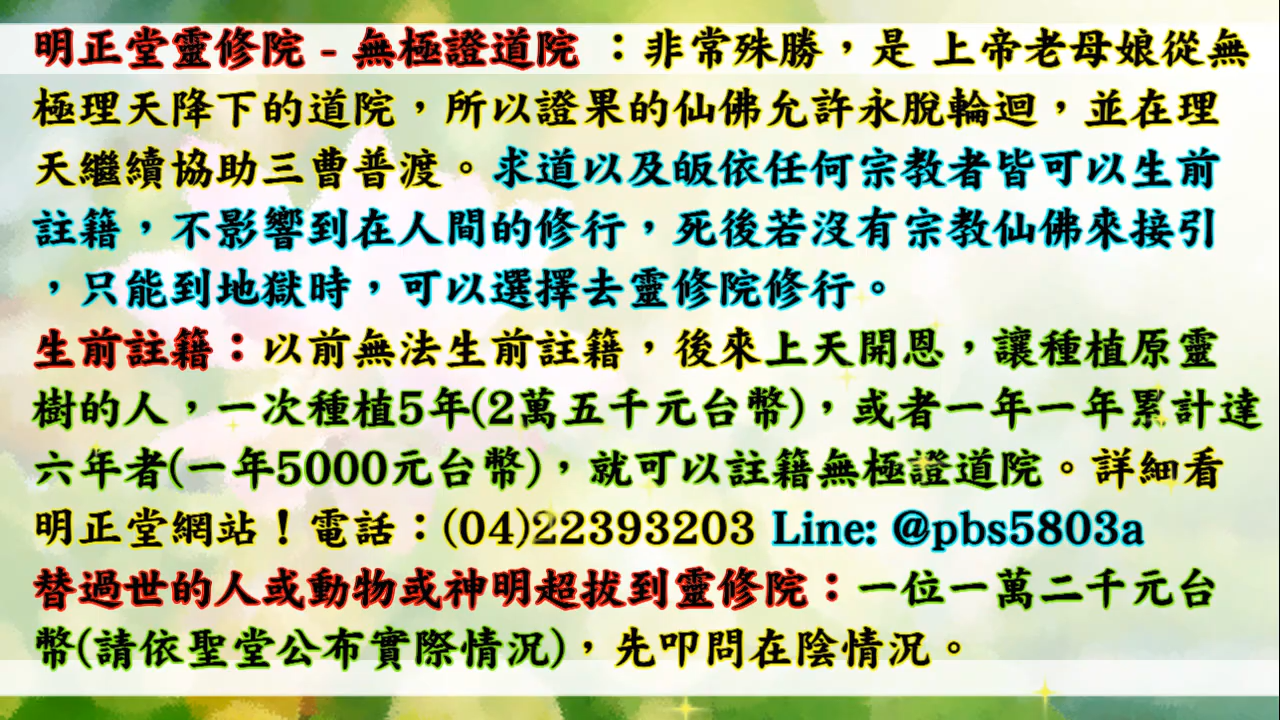 明正堂靈修院 - 無極證道院 ：非常殊勝，是 上帝老母娘從無
極理天降下的道院，所以證果的仙佛允許永脫輪迴，並在理
天繼續協助三曹普渡。求道以及皈依任何宗教者皆可以生前
註籍，不影響到在人間的修行，死後若沒有宗教仙佛來接引
，只能到地獄時，可以選擇去靈修院修行。
生前註籍：以前無法生前註籍，後來上天開恩，讓種植原靈
樹的人，一次種植5年(2萬五千元台幣)，或者一年一年累計達
六年者(一年5000元台幣)，就可以註籍無極證道院。詳細看
明正堂網站！電話：(04)22393203 Line: @pbs5803a
替過世的人或動物或神明超拔到靈修院：一位一萬二千元台
幣(請依聖堂公布實際情況)，先叩問在陰情況。